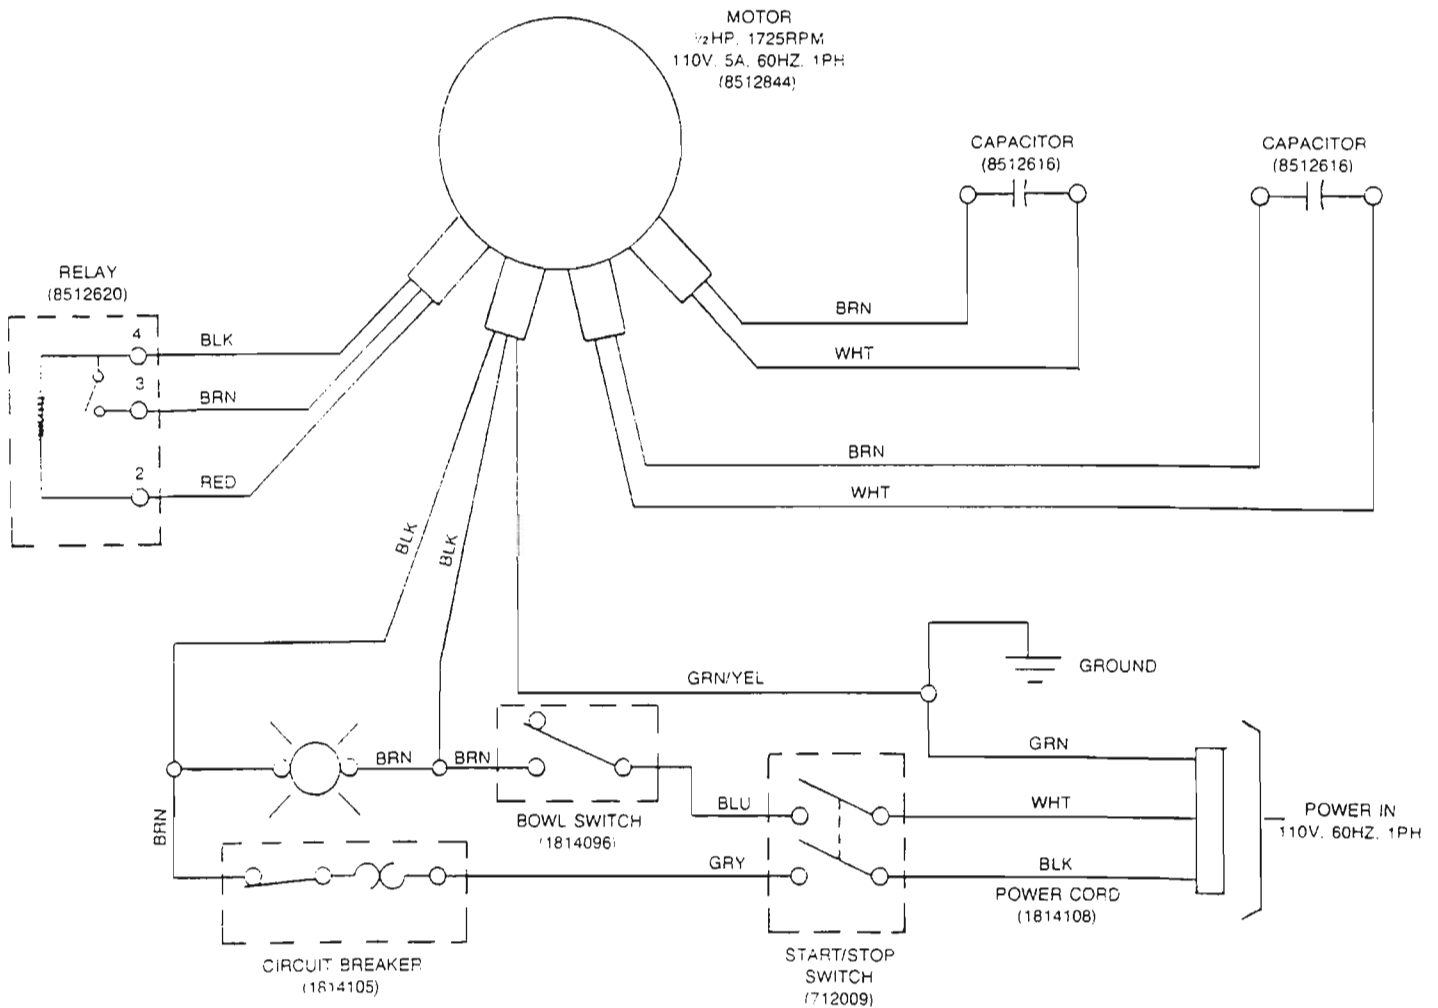 MOTOR
½HP, 1725RPM
110V, 5A, 60HZ, 1PH
(8512844)
CAPACITOR
(8512616)
CAPACITOR
(8512616)
RELAY
(8512620)
4
BLK
3
BRN
2
RED
BRN
WHT
BRN
WHT
BLK
BLK
GRN/YEL
GROUND
BRN
BRN
BRN
BOWL SWITCH
(1814096)
BLU
GRY
GRN
WHT
BLK
POWER CORD
(1814108)
POWER IN
110V, 60HZ, 1PH
CIRCUIT BREAKER
(1814105)
START/STOP
SWITCH
(712009)